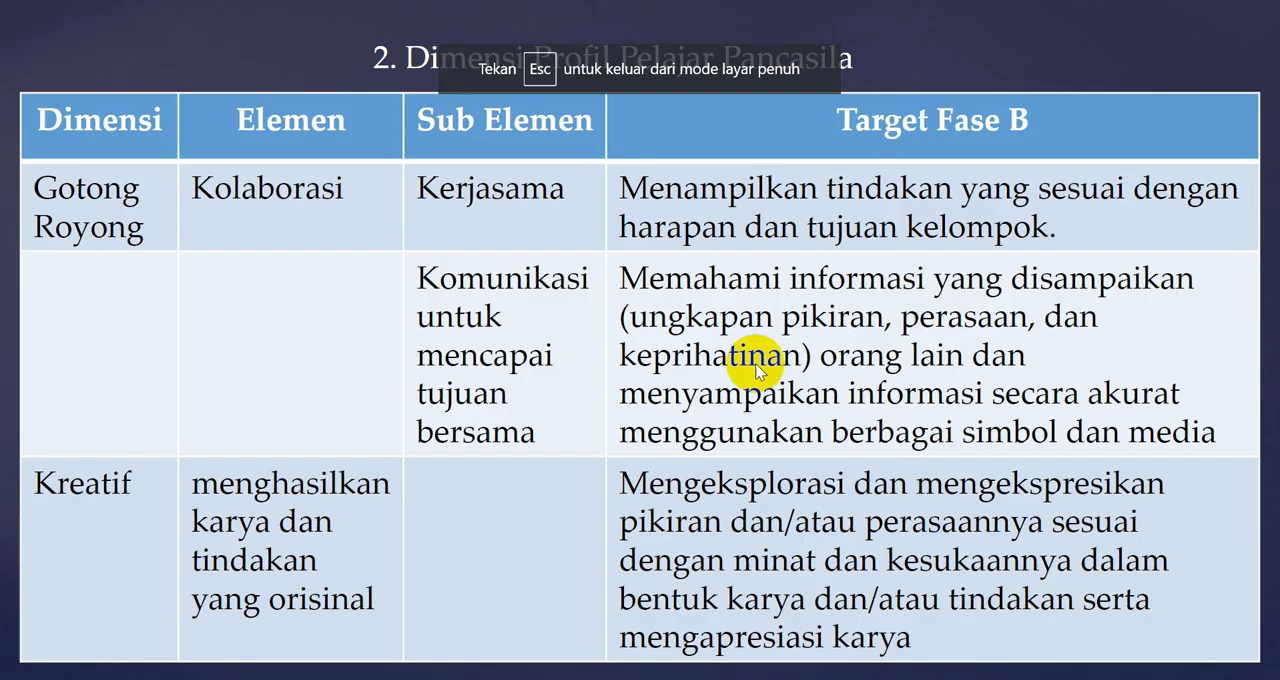 2. Dimensi Profil Pelajar Pancasila
Tekan Esc untuk keluar dari mode layar penuh
Dimensi Elemen Sub Elemen Target Fase B
Gotong Kolaborasi Kerjasama Menampilkan tindakan yang sesuai dengan
Royong harapan dan tujuan kelompok.
Komunikasi Memahami informasi yang disampaikan
untuk (ungkapan pikiran, perasaan, dan
mencapai keprihatinan) orang lain dan
tujuan menyampaikan informasi secara akurat
bersama menggunakan berbagai simbol dan media
Kreatif menghasilkan Mengeksplorasi dan mengekspresikan
karya dan pikiran dan/atau perasaannya sesuai
tindakan dengan minat dan kesukaannya dalam
yang orisinal bentuk karya dan/atau tindakan serta
mengapresiasi karya